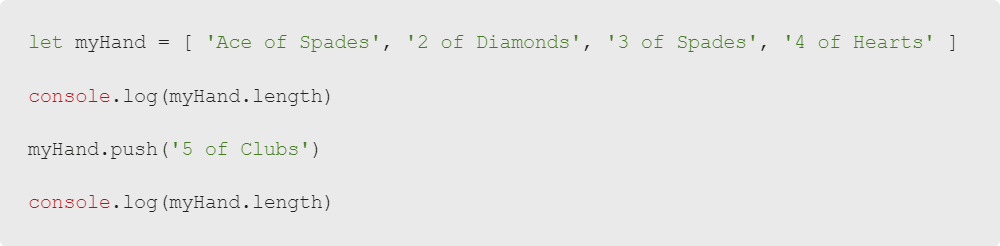 let myHand = [ 'Ace of Spades', '2 of Diamonds', '3 of Spades', '4 of Hearts' ]
console.log(myHand.length)
myHand.push('5 of Clubs')
console.log(myHand.length)